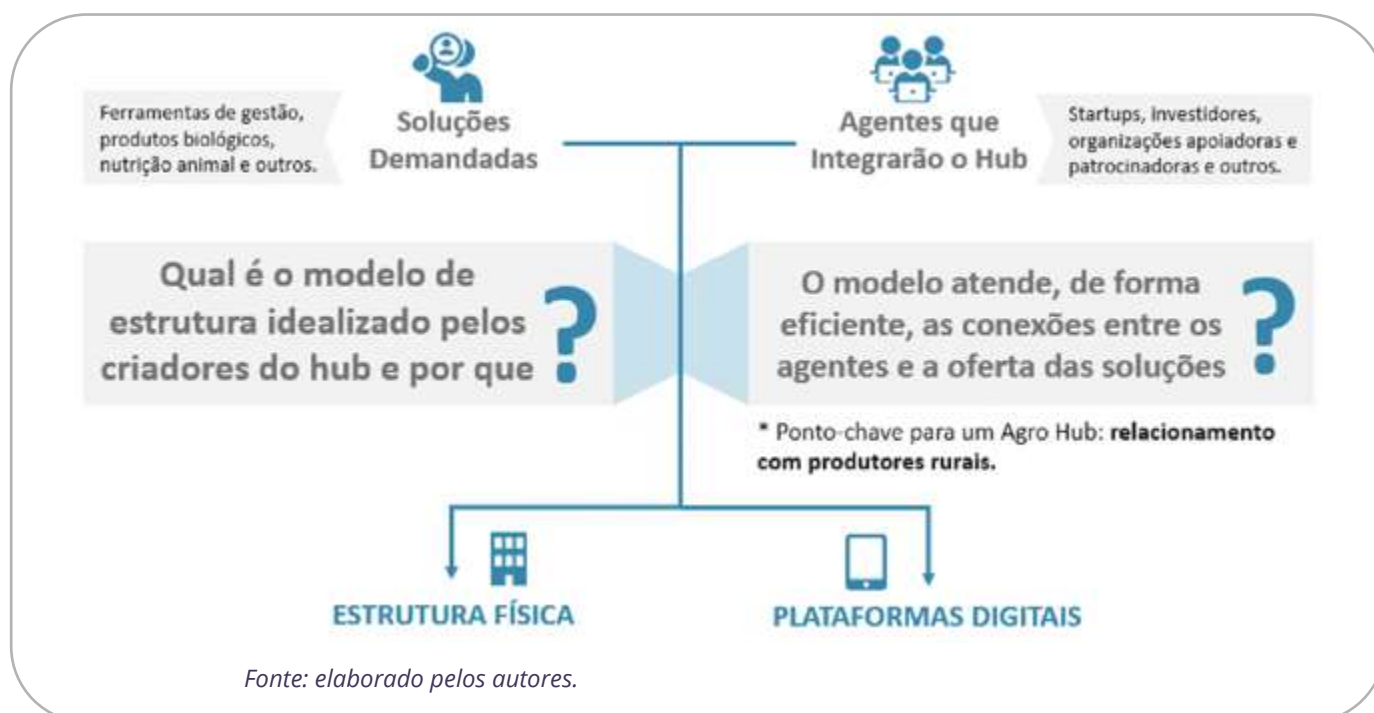 Ferramentas de gestão,
produtos biológicos,
nutrição animal e outros.
Soluções
Demandadas
Agentes que
Integrarão o Hub
Startups, investidores,
organizações apoiadoras e
patrocinadoras e outros.
Qual é o modelo de
estrutura idealizado pelos
criadores do hub e por que
?
O modelo atende, de forma
eficiente, as conexões entre os
agentes e a oferta das soluções
?
* Ponto-chave para um Agro Hub: relacionamento
com produtores rurais.
ESTRUTURA FÍSICA
PLATAFORMAS DIGITAIS
Fonte: elaborado pelos autores.